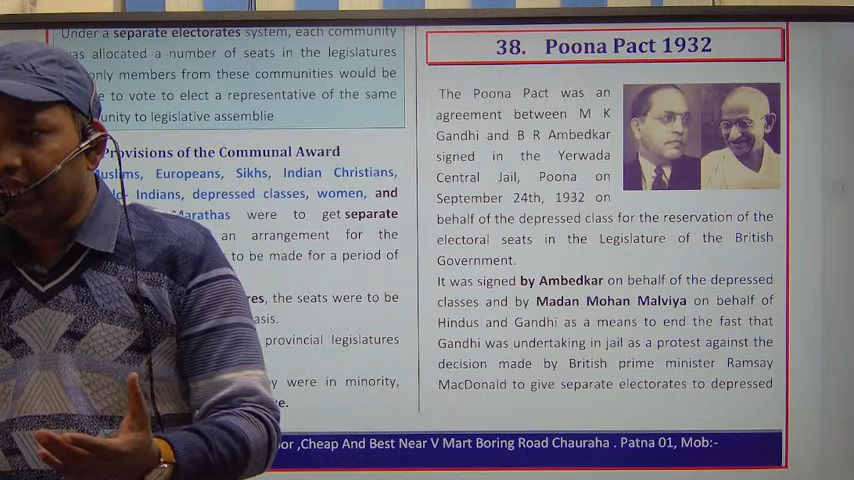 Under a separate electorates system, each community
was allocated a number of seats in the legislatures
only members from these communities would be
to vote to elect a representative of the same
to legislative assemblie
Provisions of the Communal Award
Muslims, Europeans, Sikhs, Indian Christians,
Indians, depressed classes, women, and
Marathas were to get separate
an arrangement for the
to be made for a period of
the seats were to be
provincial legislatures
were in minority,
38. Poona Pact 1932
The Poona Pact was an
agreement between M K
Gandhi and B R Ambedkar
signed in the Yerwada
Central Jail, Poona on
September 24th, 1932 on
behalf of the depressed class for the reservation of the
electoral seats in the Legislature of the British
Government.
It was signed by Ambedkar on behalf of the depressed
classes and by Madan Mohan Malviya on behalf of
Hindus and Gandhi as a means to end the fast that
Gandhi was undertaking in jail as a protest against the
decision made by British prime minister Ramsay
MacDonald to give separate electorates to depressed
,Cheap And Best Near V Mart Boring Road Chauraha . Patna 01, Mob:-